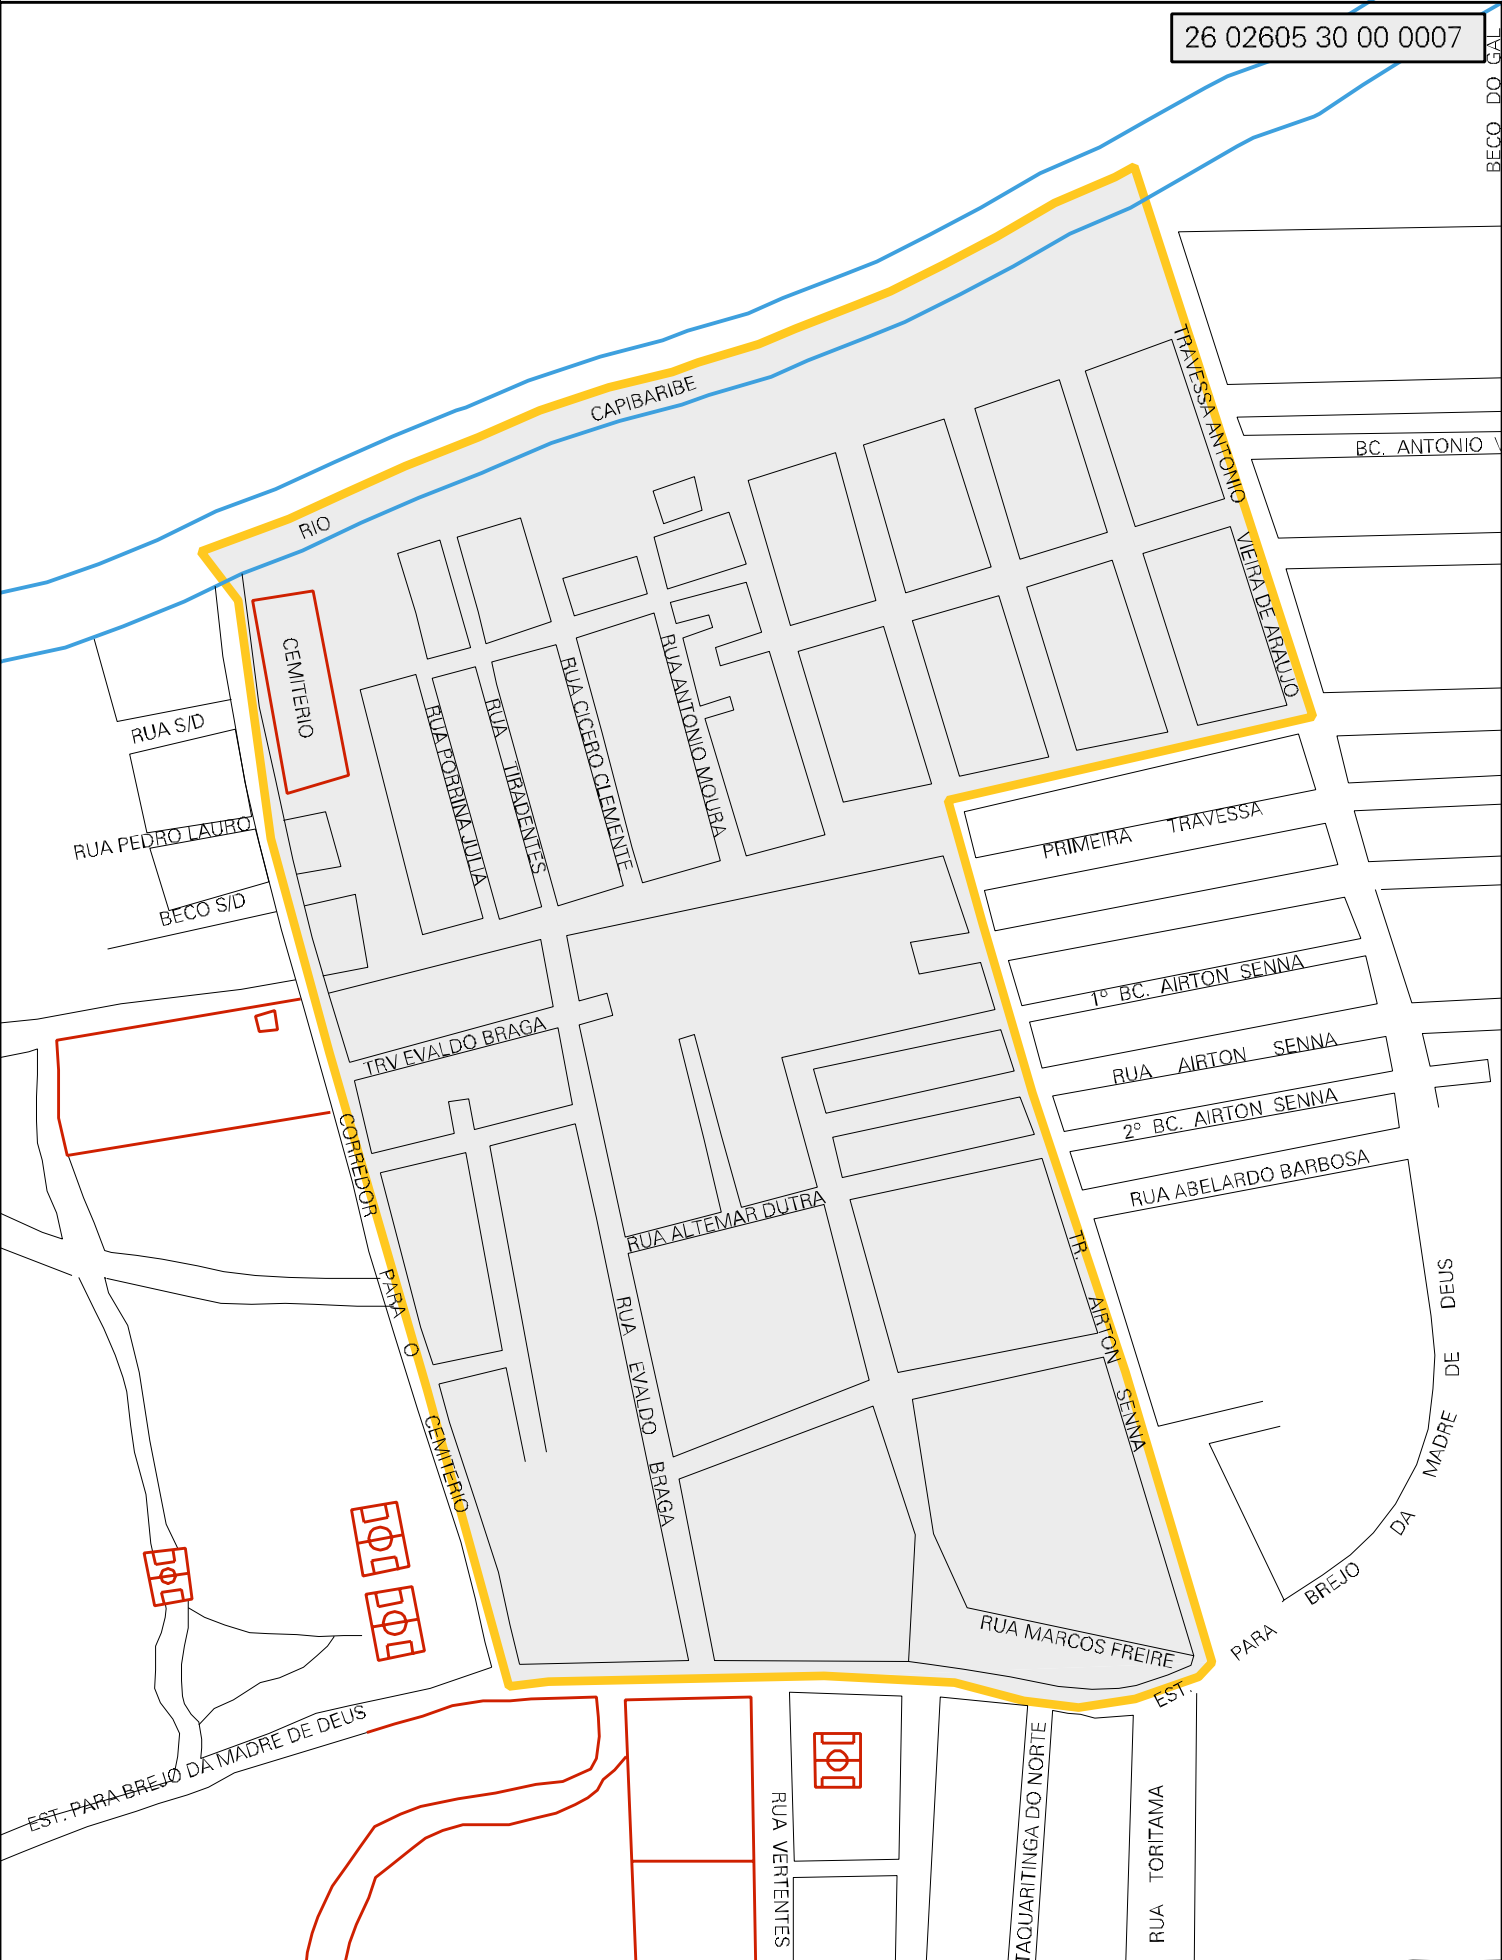 26 02605 30 00 0007
BECO DO GAL
CAPIBARIBE
RIO
TRAVESSA ANTONIO
VIEIRA DE ARAUJO
BC. ANTONIO
CEMITERIO
RUA S/D
RUA PEDRO LAURO
BECO S/D
RUA PORRINA JULIA
RUA TIRADENTES
RUA CICERO CLEMENTE
RUA ANTONIO MOURA
PRIMEIRA TRAVESSA
1º BC. AIRTON SENNA
RUA AIRTON SENNA
2º BC. AIRTON SENNA
RUA ABELARDO BARBOSA
TRV EVALDO BRAGA
CORREDOR PARA O CEMITERIO
RUA ALTEMAR DUTRA
RUA EVALDO BRAGA
TR. AIRTON SENNA
RUA MARCOS FREIRE
EST. PARA BREJO DA MADRE DE DEUS
EST. PARA BREJO DA MADRE DE DEUS
RUA VERTENTES
TAQUARITINGA DO NORTE
RUA TORITAMA